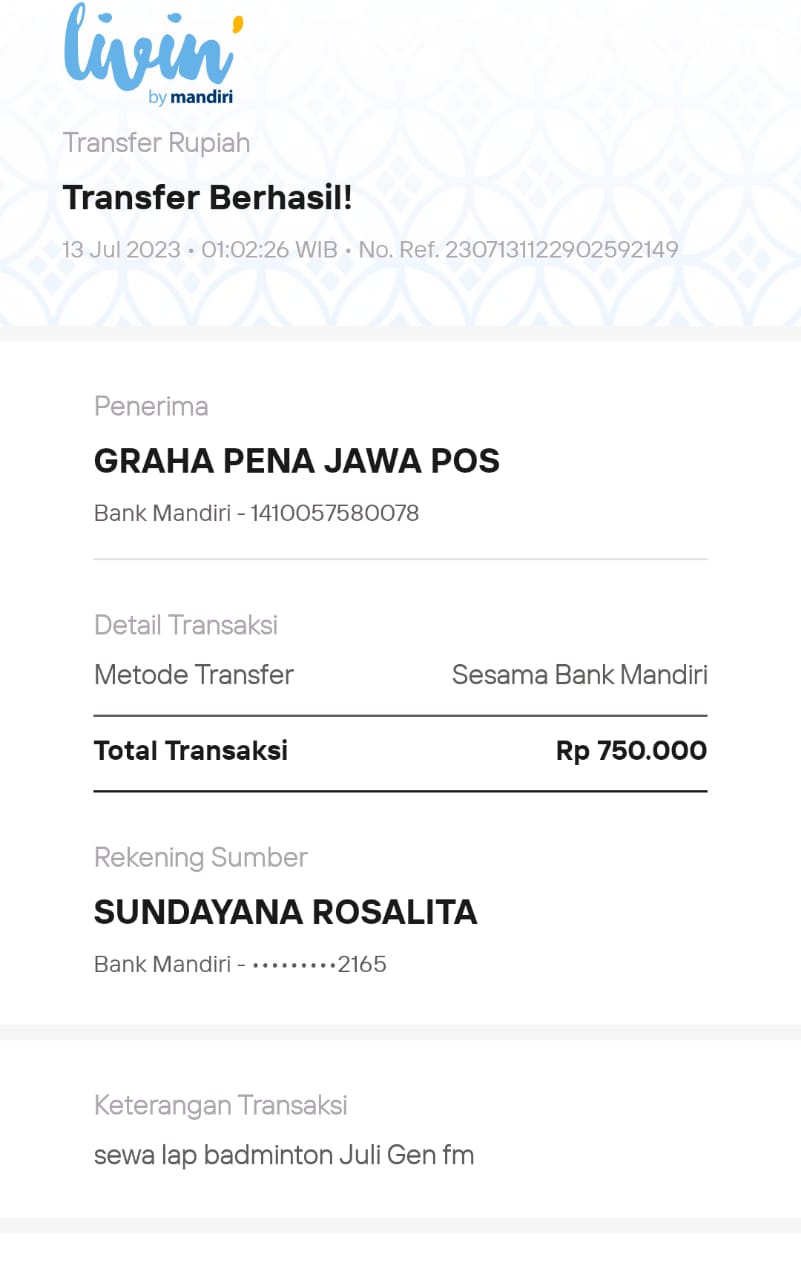 livin'
by mandiri
Transfer Rupiah
Transfer Berhasil!
13 Jul 2023 • 01:02:26 WIB • No. Ref. 2307131122902592149
Penerima
GRAHA PENA JAWA POS
Bank Mandiri - 1410057580078
Detail Transaksi
Metode Transfer Sesama Bank Mandiri
Total Transaksi Rp 750.000
Rekening Sumber
SUNDAYANA ROSALITA
Bank Mandiri - •••••••••2165
Keterangan Transaksi
sewa lap badminton Juli Gen fm